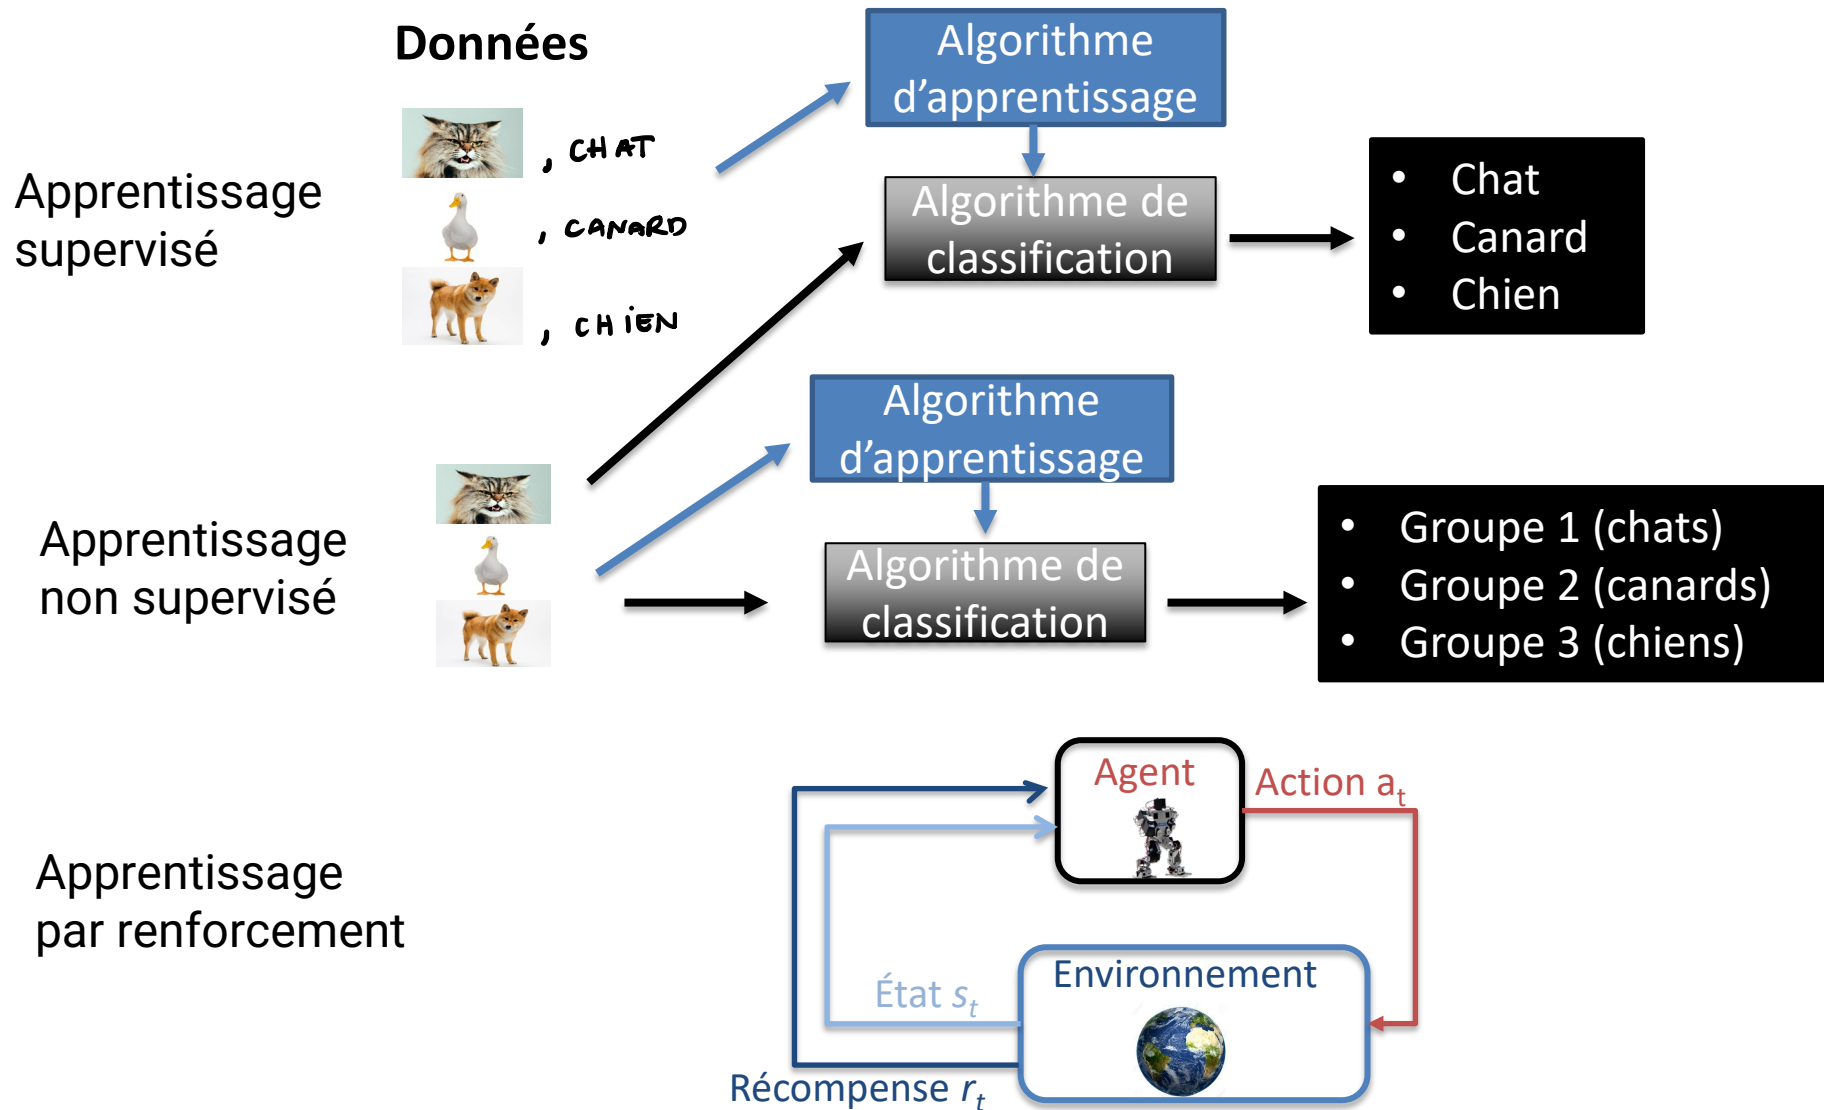 Données
Apprentissage
supervisé
, CHAT
, CANARD
, CHiEN
Algorithme
d'apprentissage
Algorithme de
classification
• Chat
• Canard
• Chien
Apprentissage
non supervisé
Algorithme
d'apprentissage
Algorithme de
classification
• Groupe 1 (chats)
• Groupe 2 (canards)
• Groupe 3 (chiens)
Apprentissage
par renforcement
Agent
Action a_t
Environnement
État s_t
Récompense r_t